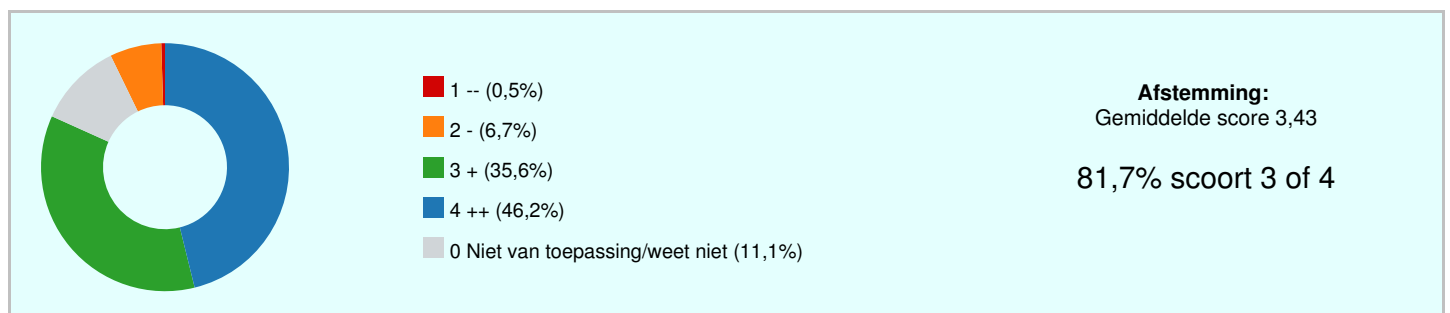 1 -- (0,5%)
2 - (6,7%)
3 + (35,6%)
4 ++ (46,2%)
0 Niet van toepassing/weet niet (11,1%)
Afstemming:
Gemiddelde score 3,43
81,7% scoort 3 of 4